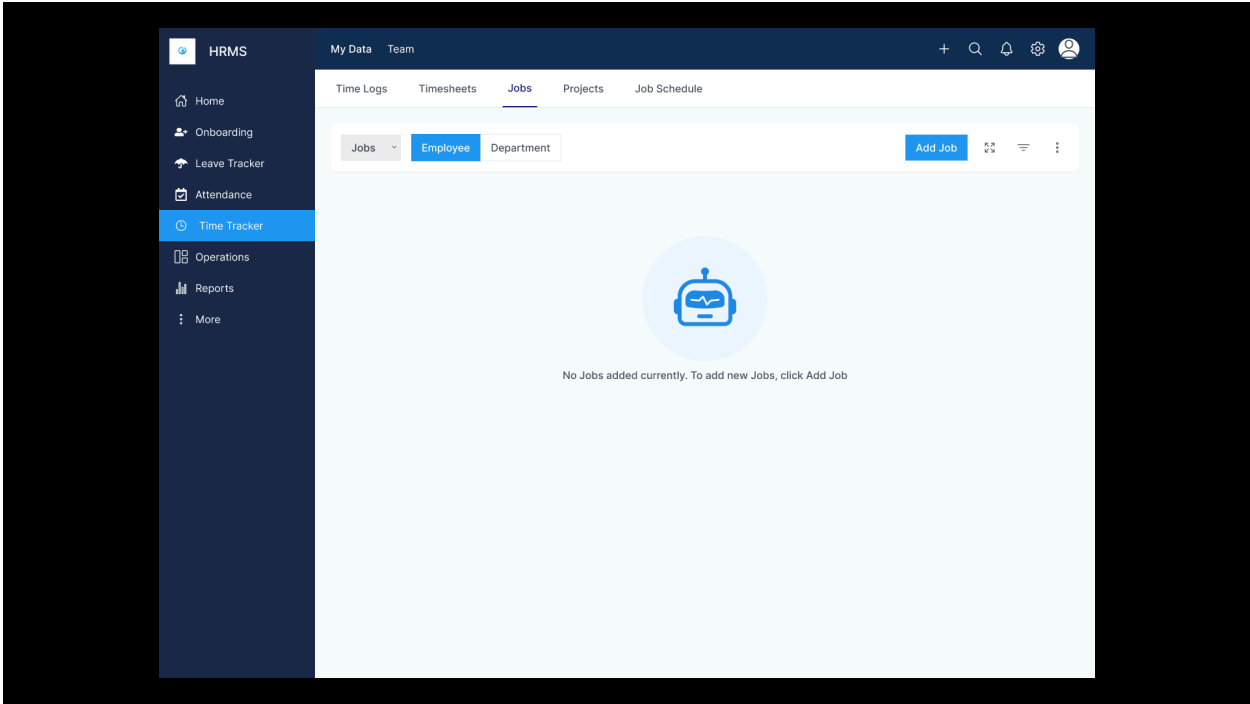 HRMS
My Data Team
Home
Onboarding
Leave Tracker
Attendance
Time Tracker
Operations
Reports
More
Time Logs Timesheets Jobs Projects Job Schedule
Jobs Employee Department Add Job
No Jobs added currently. To add new Jobs, click Add Job